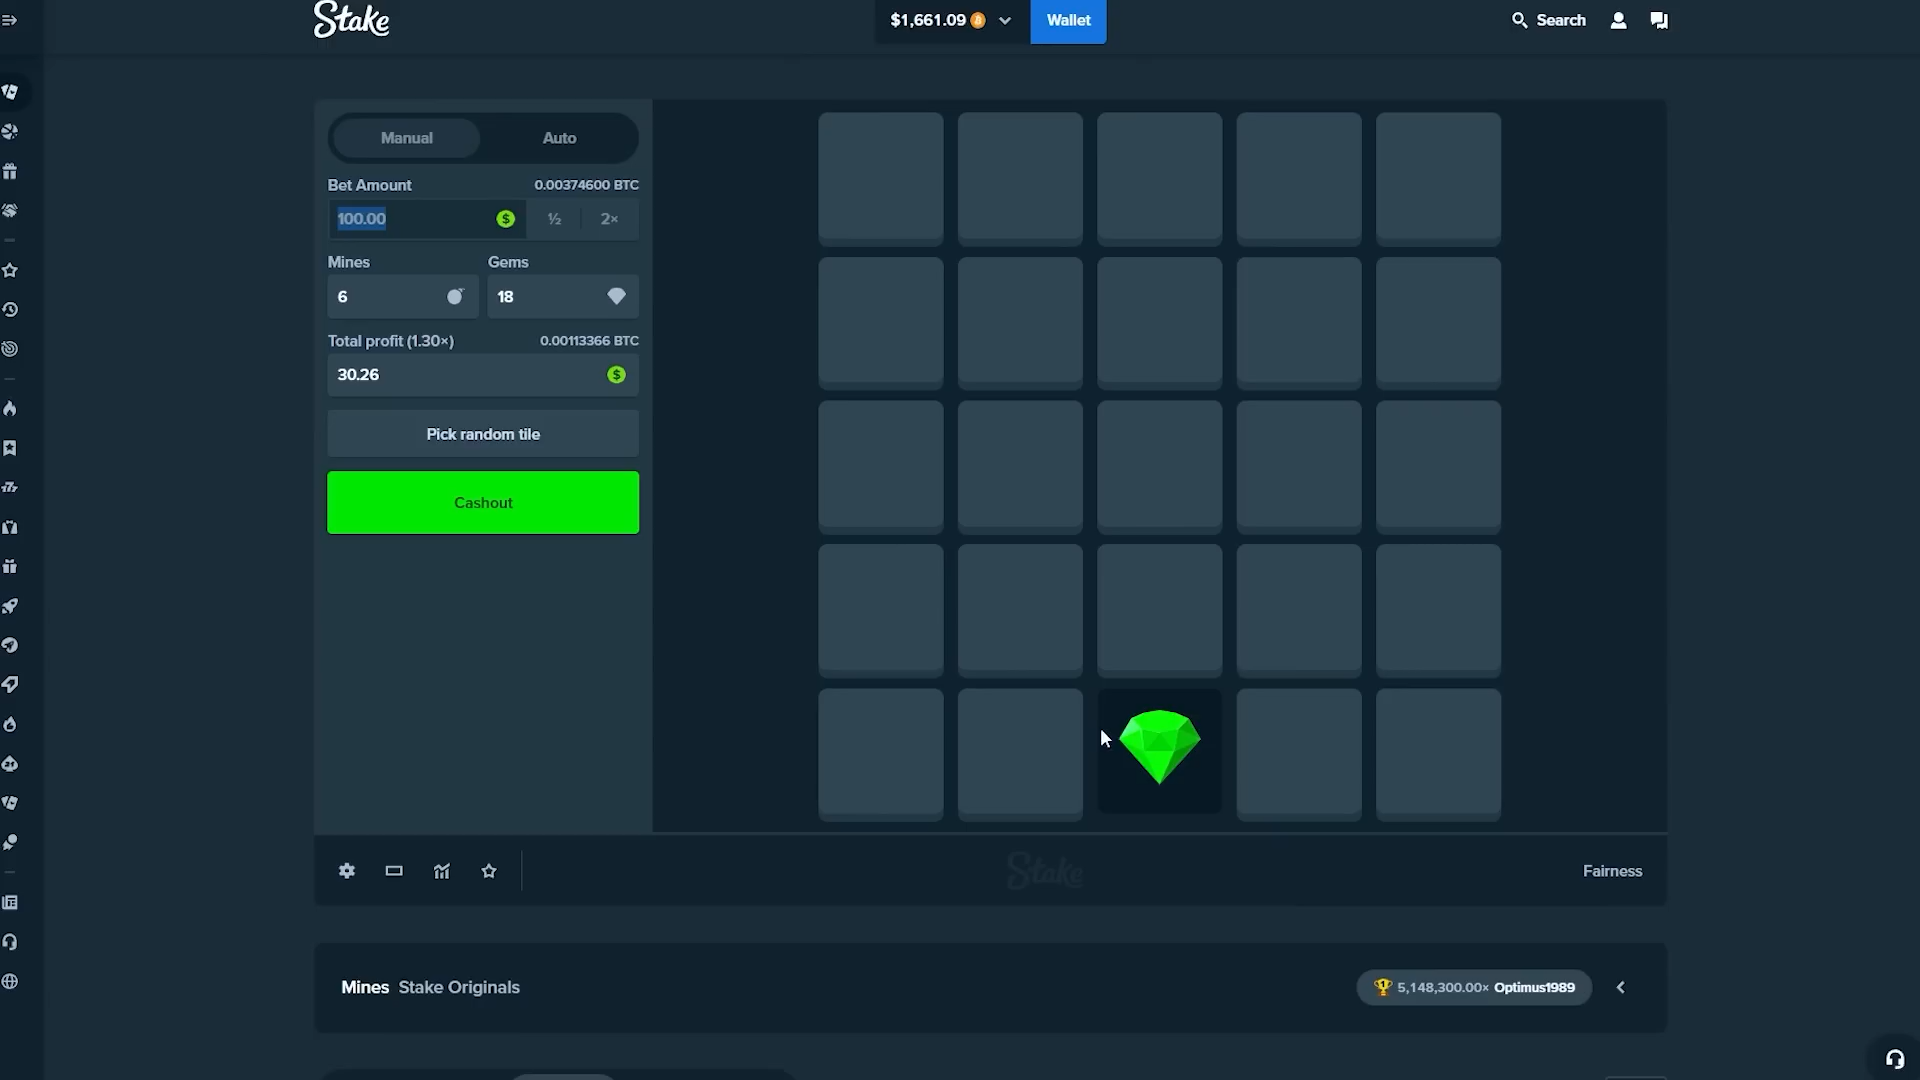 Stake
$1,661.09
Wallet
Search
Manual
Auto
Bet Amount
0.00374600 BTC
100.00
½
2×
Mines
Gems
6
18
Total profit (1.30×)
0.00113366 BTC
30.26
Pick random tile
Cashout
Stake
Fairness
Mines Stake Originals
5,148,300.00× Optimus1989